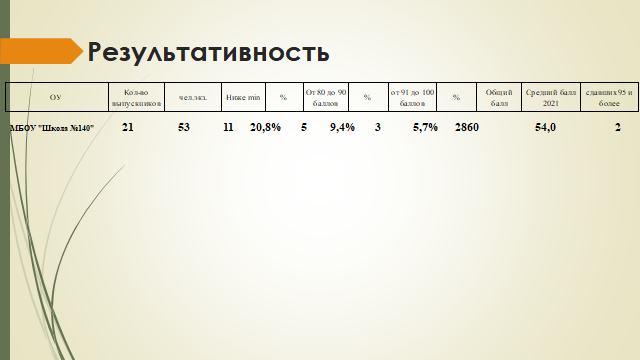 Результативность
ОУ Кол-во выпускников чел.экз. Ниже min % От 80 до 90 баллов % от 91 до 100 баллов % Общий балл Средний балл 2021 сдавших 95 и более
МБОУ "Школа №140" 21 53 11 20,8% 5 9,4% 3 5,7% 2860 54,0 2